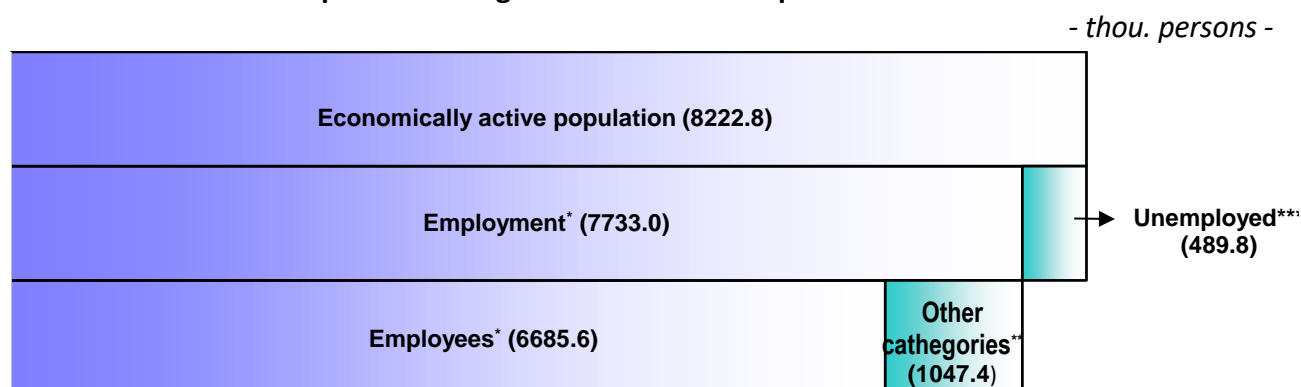 - thou. persons -
Economically active population (8222.8)
Employment* (7733.0)
Unemployed***
(489.8)
Employees* (6685.6)
Other
cathegories**
(1047.4)